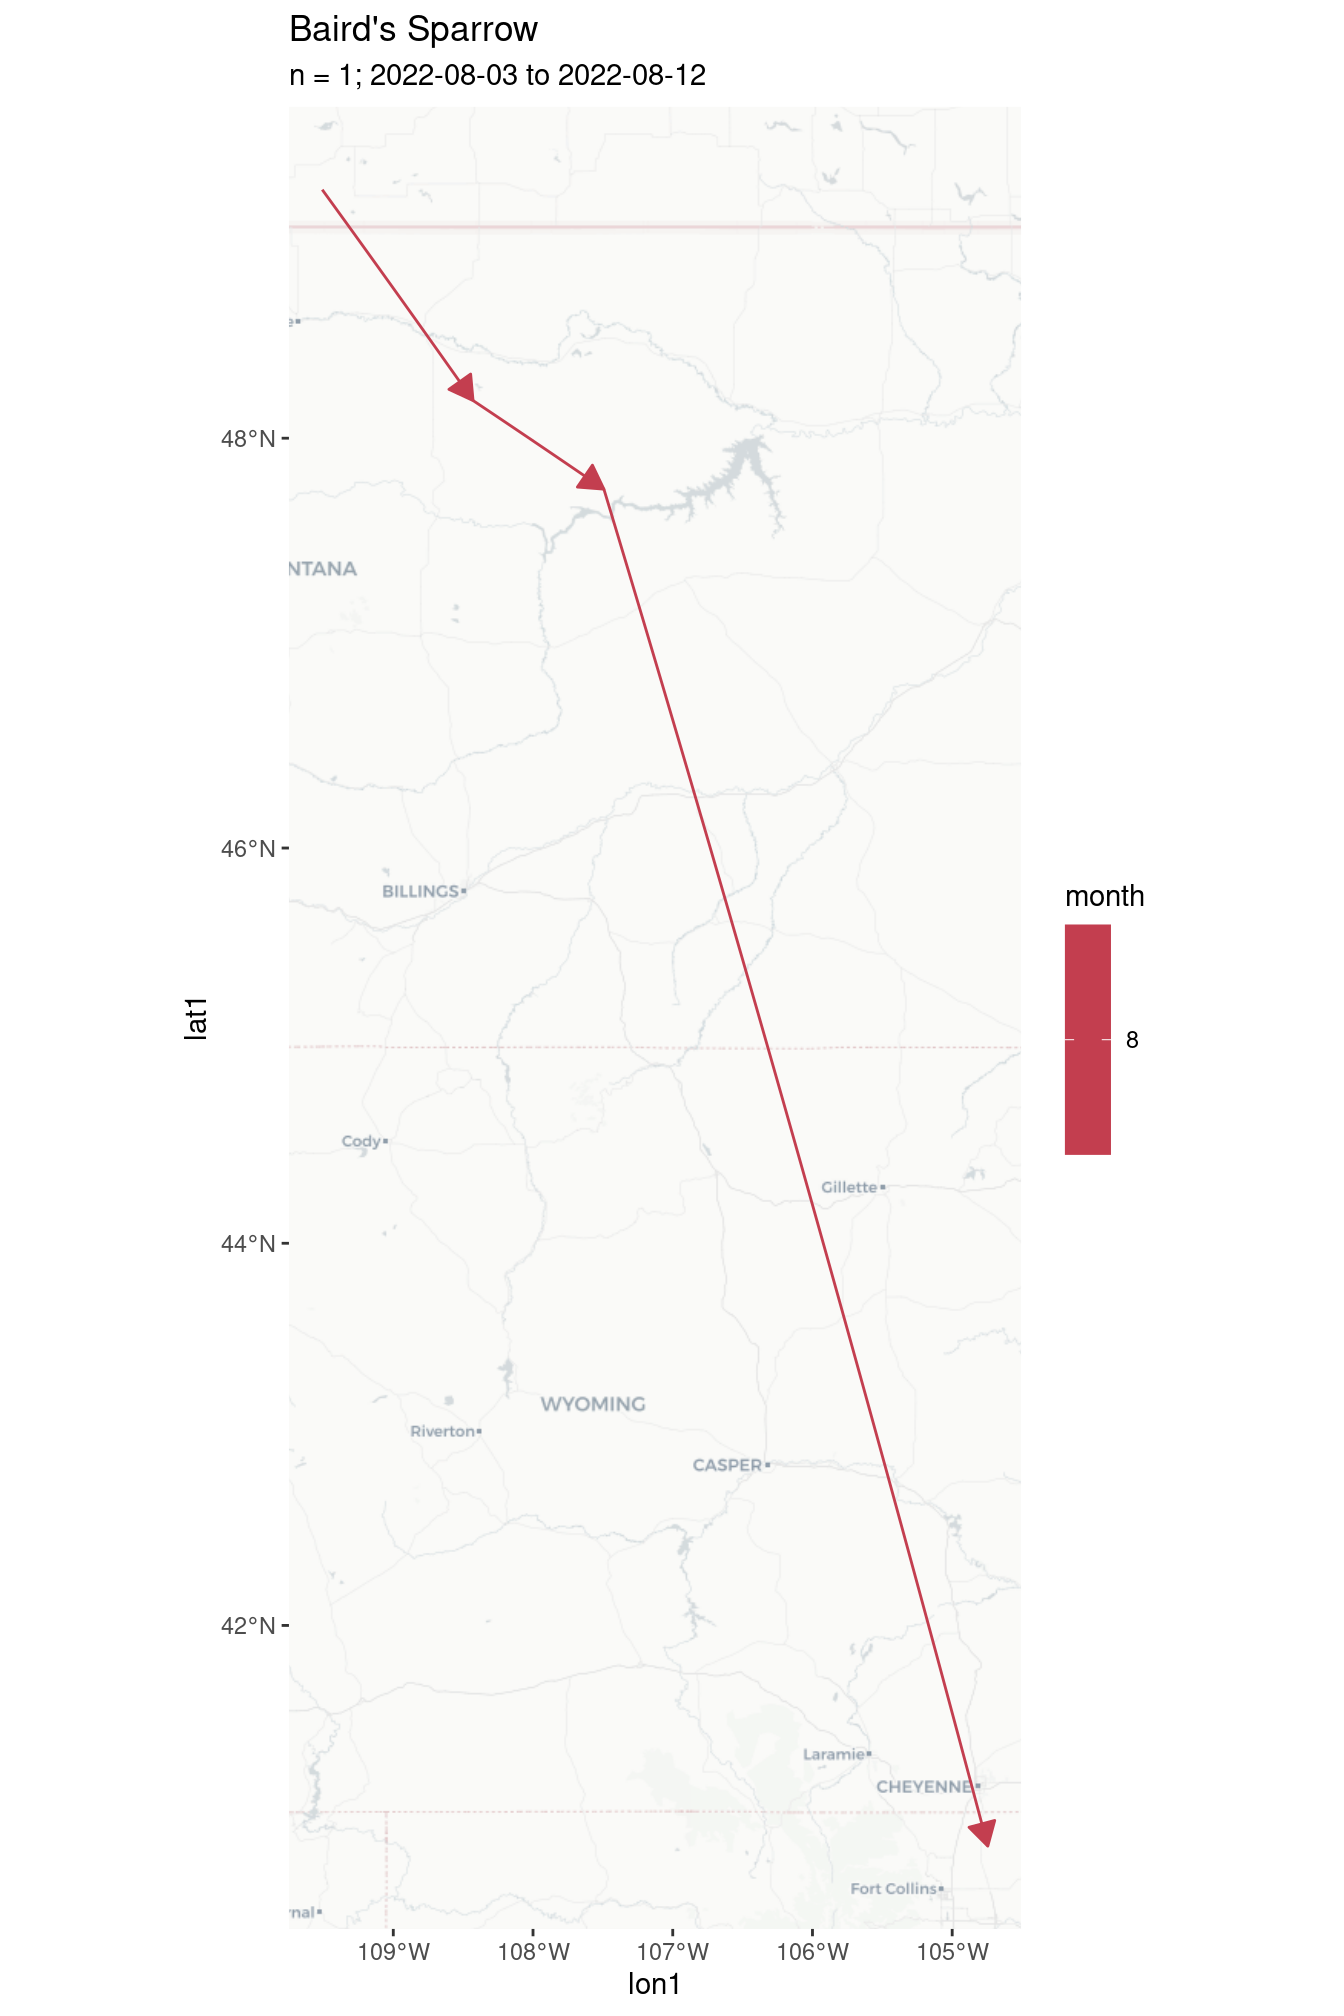 Baird's Sparrow
n = 1; 2022-08-03 to 2022-08-12
48°N
NTANA
46°N
BILLINGS
month
lat1
8
Cody
Gillette
44°N
WYOMING
Riverton
CASPER
42°N
Laramie
CHEYENNE
Fort Collins
nal
109°W 108°W 107°W 106°W 105°W
lon1